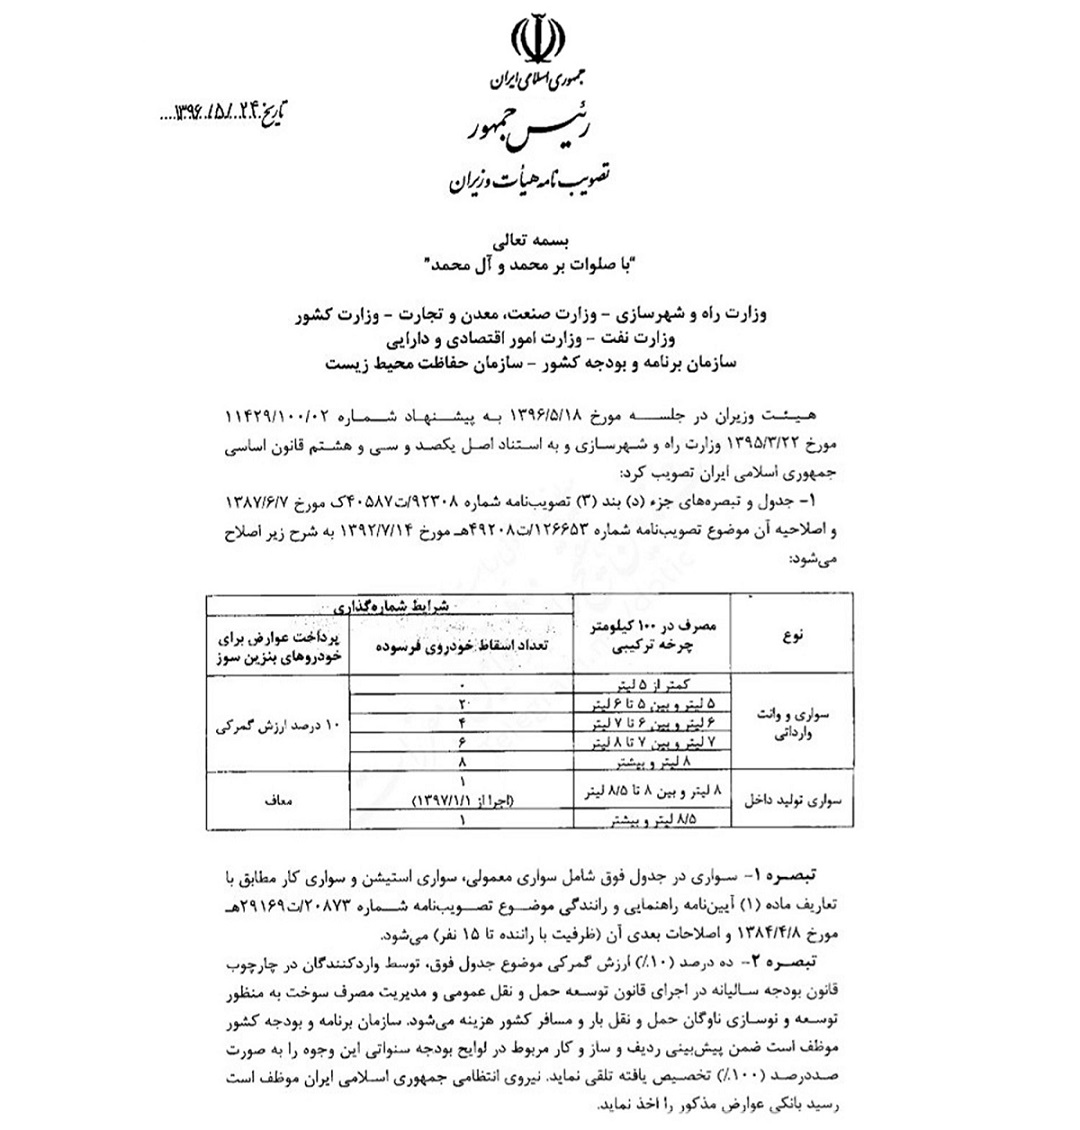 جمهوری اسلامی ایران
رئیس جمهور
تصویب نامه هیأت وزیران
تاریخ ۱۳۹۶/۵/۲۴
بسمه تعالی
"با صلوات بر محمد و آل محمد"
وزارت راه و شهرسازی – وزارت صنعت، معدن و تجارت – وزارت کشور
وزارت نفت – وزارت امور اقتصادی و دارایی
سازمان برنامه و بودجه کشور – سازمان حفاظت محیط زیست
هیئت وزیران در جلسه مورخ ۱۳۹۶/۵/۱۸ به پیشنهاد شماره ۱۱۴۲۹/۱۰۰/۰۲
مورخ ۱۳۹۵/۳/۲۲ وزارت راه و شهرسازی و به استناد اصل یکصد و سی و هشتم قانون اساسی
جمهوری اسلامی ایران تصویب کرد:
۱- جدول و تبصره‌های جزء (د) بند (۳) تصویب‌نامه شماره ۹۲۳۰۸/ت۴۰۵۸۷ک مورخ ۱۳۸۷/۶/۷
و اصلاحیه آن موضوع تصویب‌نامه شماره ۱۲۶۶۵۳/ت۴۹۲۰۸هـ مورخ ۱۳۹۲/۷/۱۴ به شرح زیر اصلاح
می‌شود:
نوع
مصرف در ۱۰۰ کیلومتر
چرخه ترکیبی
شرایط شماره‌گذاری
تعداد اسقاط خودروی فرسوده
پرداخت عوارض برای
خودروهای بنزین سوز
سواری و وانت
وارداتی
کمتر از ۵ لیتر
۰
۵ لیتر و بین ۵ تا ۶ لیتر
۲
۶ لیتر و بین ۶ تا ۷ لیتر
۴
۷ لیتر و بین ۷ تا ۸ لیتر
۶
۸ لیتر و بیشتر
۸
۱۰ درصد ارزش گمرکی
سواری تولید داخل
۸ لیتر و بین ۸ تا ۸/۵ لیتر
۱
(اجرا از ۱۳۹۷/۱/۱)
۸/۵ لیتر و بیشتر
۱
معاف
تبصره ۱- سواری در جدول فوق شامل سواری معمولی، سواری استیشن و سواری کار مطابق با
تعاریف ماده (۱) آیین‌نامه راهنمایی و رانندگی موضوع تصویب‌نامه شماره ۲۰۸۷۳/ت۲۹۱۶۹هـ
مورخ ۱۳۸۴/۴/۸ و اصلاحات بعدی آن (ظرفیت با راننده تا ۱۵ نفر) می‌شود.
تبصره ۲- ده درصد (۱۰٪) ارزش گمرکی موضوع جدول فوق، توسط واردکنندگان در چارچوب
قانون بودجه سالیانه در اجرای قانون توسعه حمل و نقل عمومی و مدیریت مصرف سوخت به منظور
توسعه و نوسازی ناوگان حمل و نقل بار و مسافر کشور هزینه می‌شود. سازمان برنامه و بودجه کشور
موظف است ضمن پیش‌بینی ردیف و ساز و کار مربوط در لوایح بودجه سنواتی این وجوه را به صورت
صددرصد (۱۰۰٪) تخصیص یافته تلقی نماید. نیروی انتظامی جمهوری اسلامی ایران موظف است
رسید بانکی عوارض مذکور را اخذ نماید.